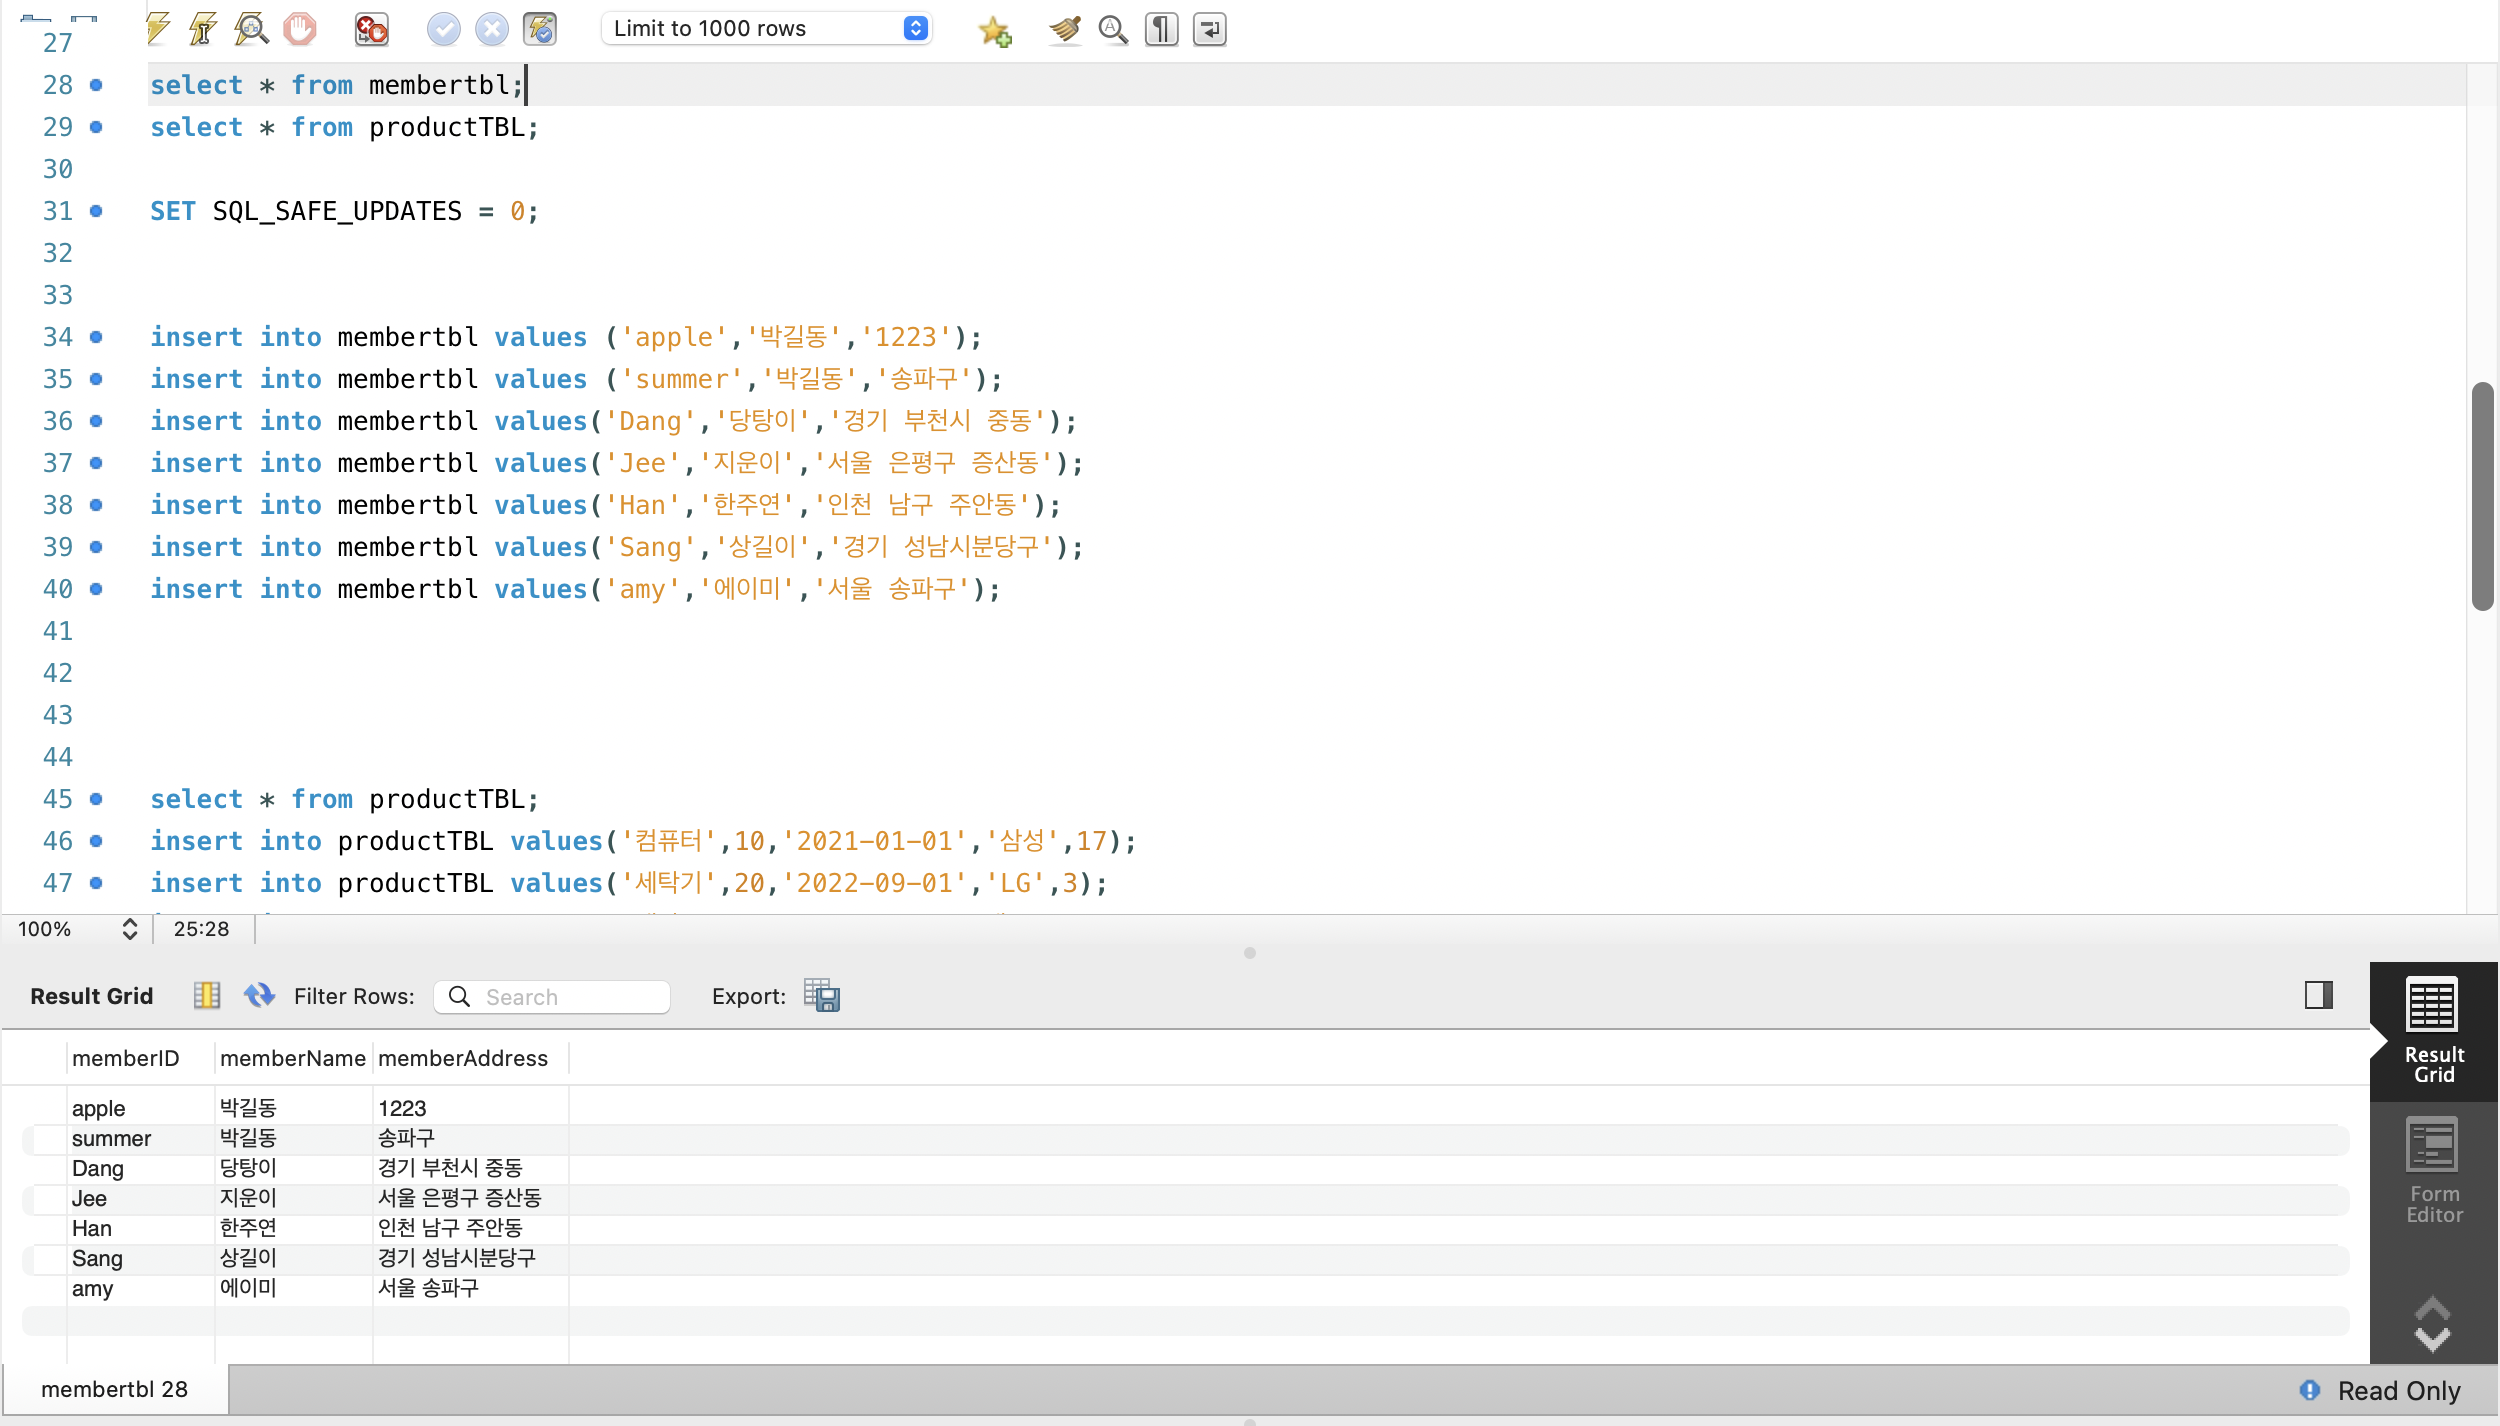 Limit to 1000 rows
27
28 select * from membertbl;
29 select * from productTBL;
30
31 SET SQL_SAFE_UPDATES = 0;
32
33
34 insert into membertbl values ('apple','박길동','1223');
35 insert into membertbl values ('summer','박길동','송파구');
36 insert into membertbl values('Dang','당탕이','경기 부천시 중동');
37 insert into membertbl values('Jee','지운이','서울 은평구 증산동');
38 insert into membertbl values('Han','한주연','인천 남구 주안동');
39 insert into membertbl values('Sang','상길이','경기 성남시분당구');
40 insert into membertbl values('amy','에이미','서울 송파구');
41
42
43
44
45 select * from productTBL;
46 insert into productTBL values('컴퓨터',10,'2021-01-01','삼성',17);
47 insert into productTBL values('세탁기',20,'2022-09-01','LG',3);
100% 25:28
Result Grid Filter Rows: Search Export:
memberID memberName memberAddress
apple 박길동 1223
summer 박길동 송파구
Dang 당탕이 경기 부천시 중동
Jee 지운이 서울 은평구 증산동
Han 한주연 인천 남구 주안동
Sang 상길이 경기 성남시분당구
amy 에이미 서울 송파구
Result
Grid
Form
Editor
membertbl 28
Read Only